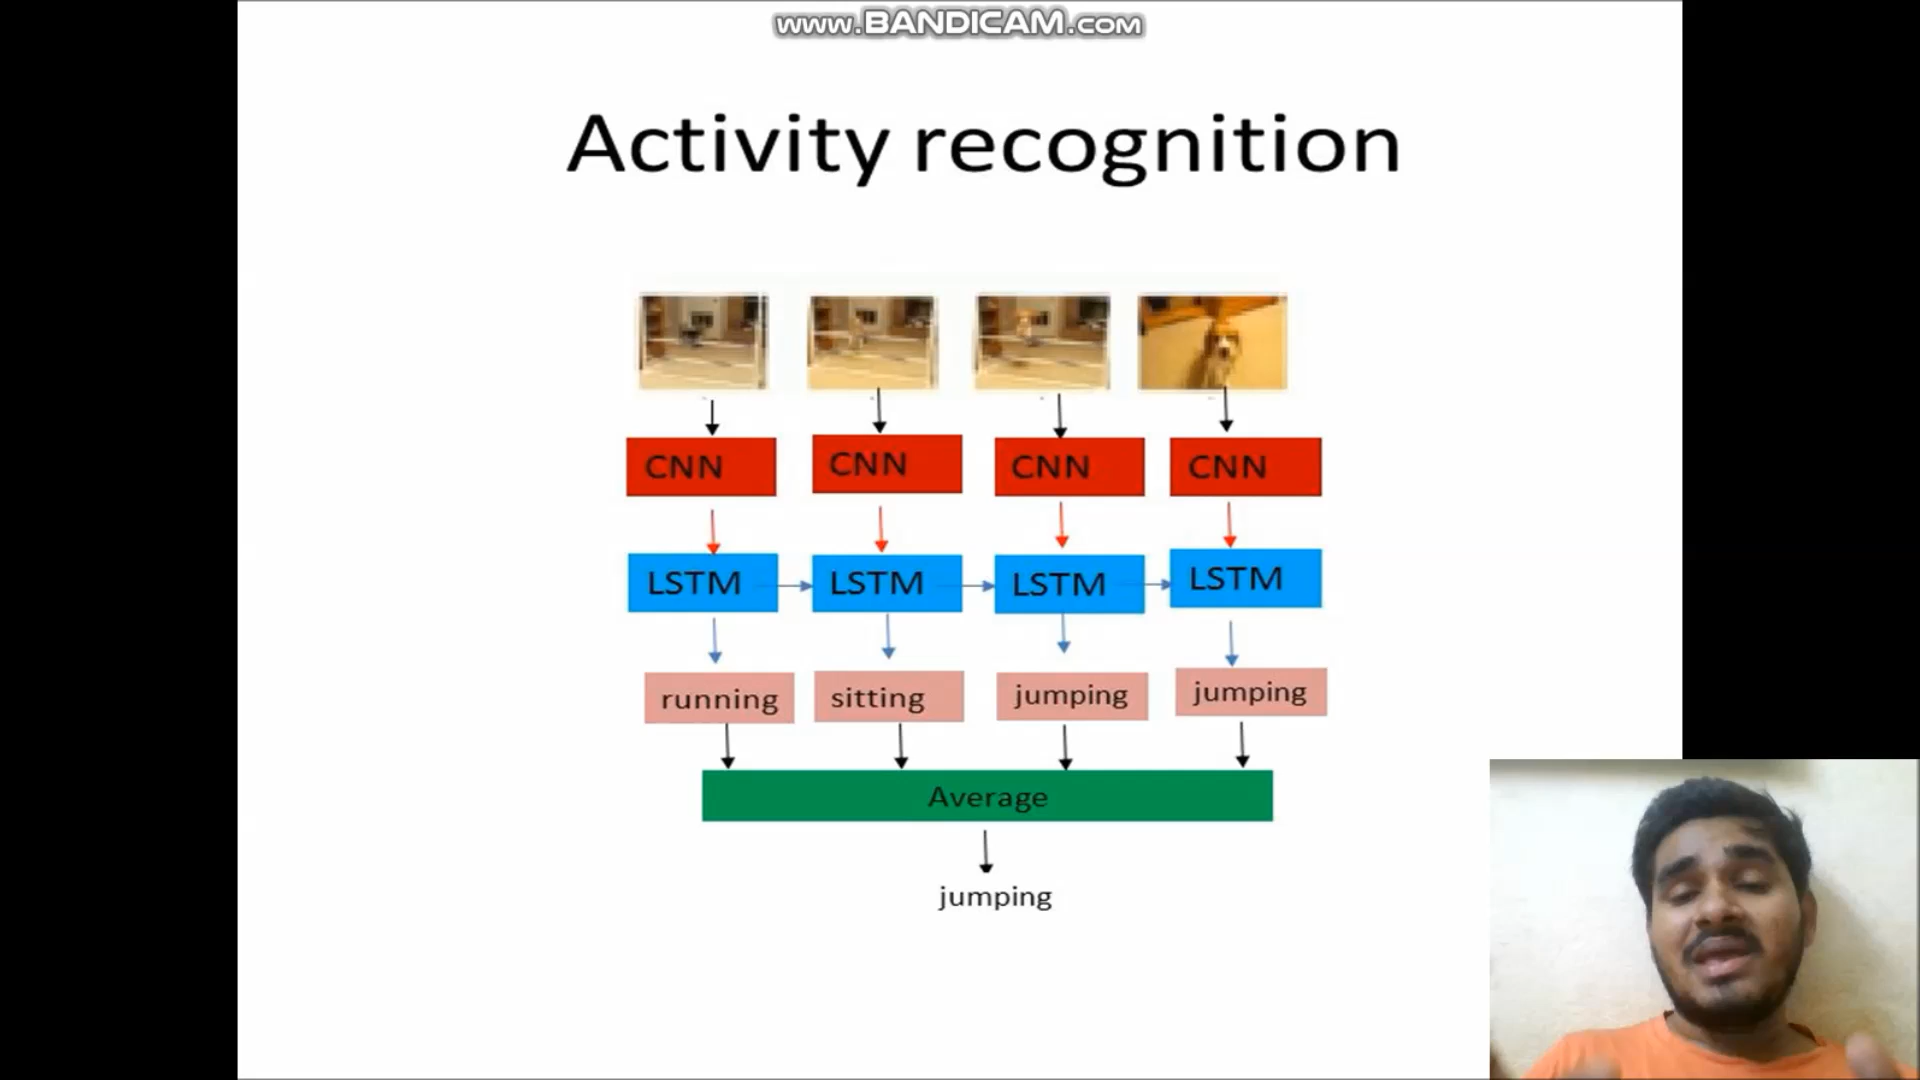 www.BANDICAM.com
Activity recognition
CNN CNN CNN CNN
LSTM LSTM LSTM LSTM
running sitting jumping jumping
Average
jumping